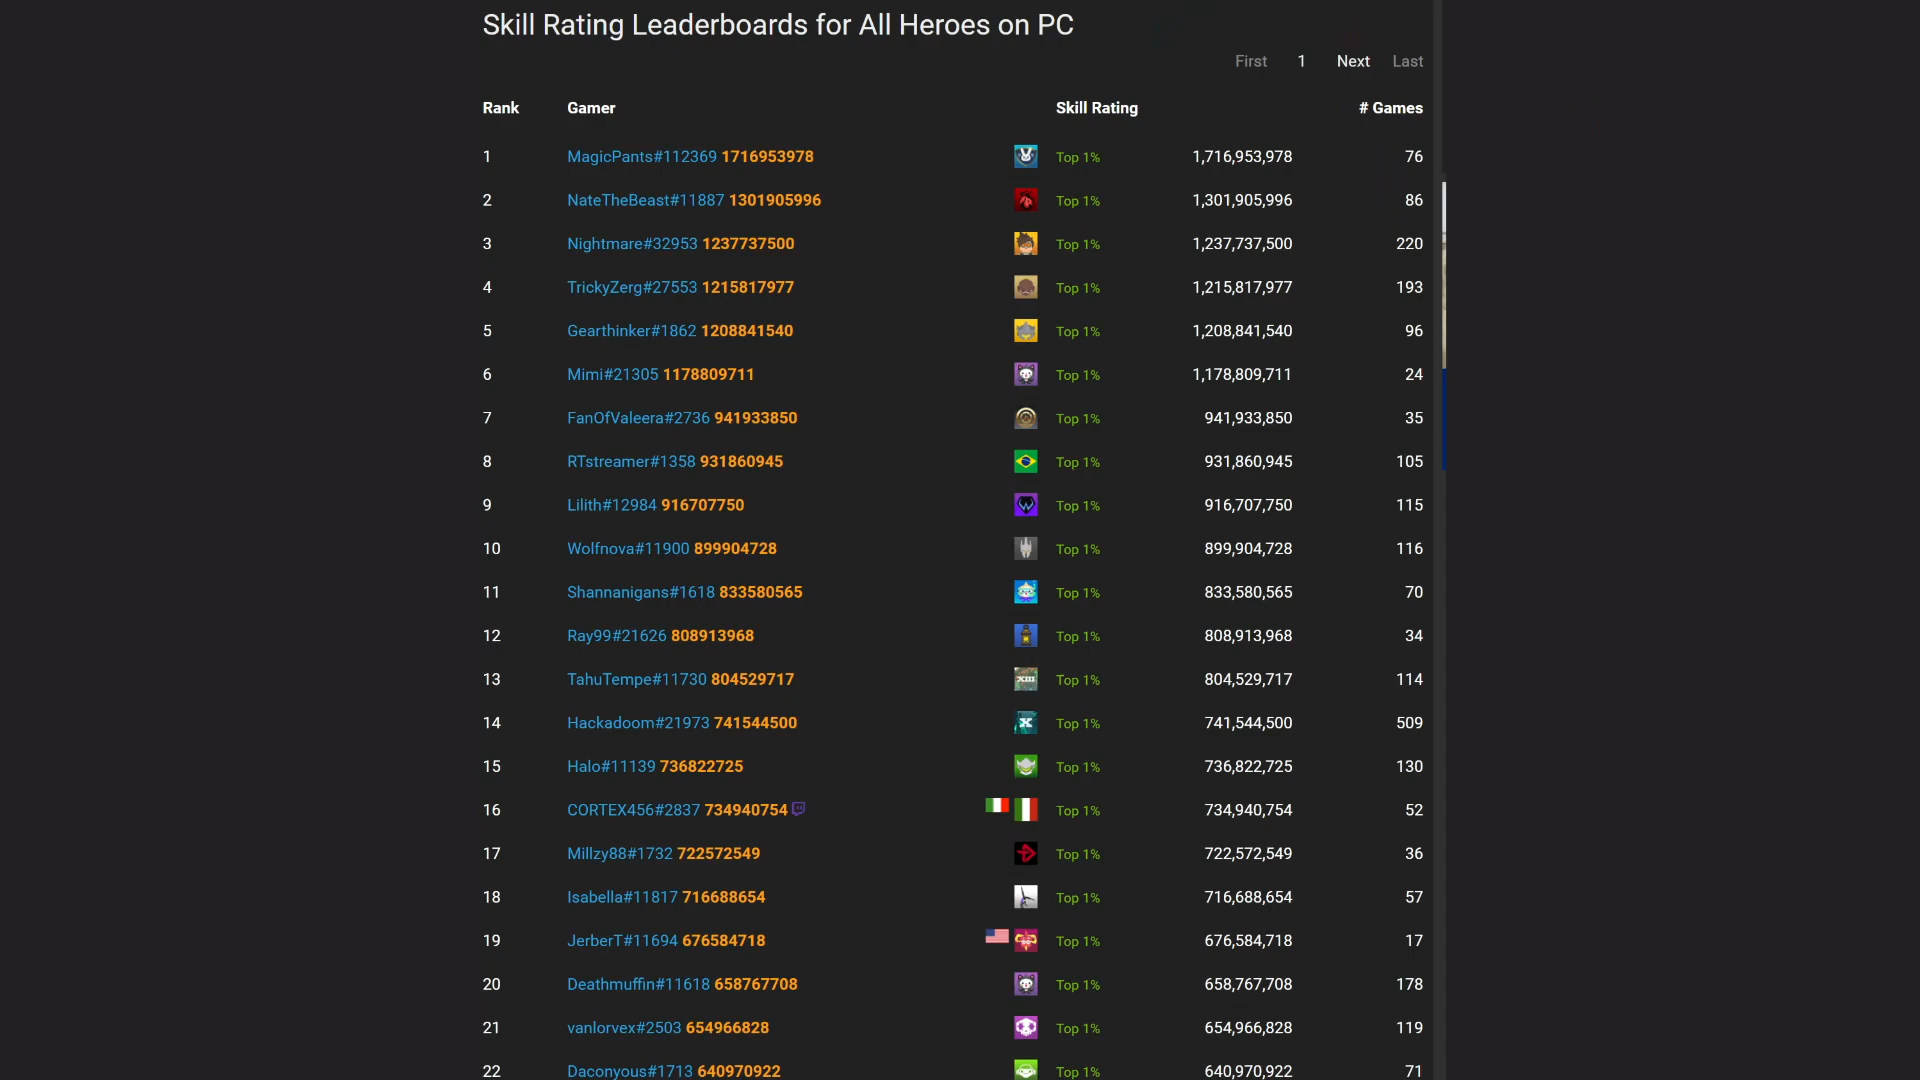 Skill Rating Leaderboards for All Heroes on PC
First 1 Next Last
Rank Gamer Skill Rating # Games
1 MagicPants#112369 1716953978 Top 1% 1,716,953,978 76
2 NateTheBeast#11887 1301905996 Top 1% 1,301,905,996 86
3 Nightmare#32953 1237737500 Top 1% 1,237,737,500 220
4 TrickyZerg#27553 1215817977 Top 1% 1,215,817,977 193
5 Gearthinker#1862 1208841540 Top 1% 1,208,841,540 96
6 Mimi#21305 1178809711 Top 1% 1,178,809,711 24
7 FanOfValeera#2736 941933850 Top 1% 941,933,850 35
8 RTstreamer#1358 931860945 Top 1% 931,860,945 105
9 Lilith#12984 916707750 Top 1% 916,707,750 115
10 Wolfnova#11900 899904728 Top 1% 899,904,728 116
11 Shannanigans#1618 833580565 Top 1% 833,580,565 70
12 Ray99#21626 808913968 Top 1% 808,913,968 34
13 TahuTempe#11730 804529717 XIII Top 1% 804,529,717 114
14 Hackadoom#21973 741544500 X Top 1% 741,544,500 509
15 Halo#11139 736822725 Top 1% 736,822,725 130
16 CORTEX456#2837 734940754 Top 1% 734,940,754 52
17 Millzy88#1732 722572549 Top 1% 722,572,549 36
18 Isabella#11817 716688654 Top 1% 716,688,654 57
19 JerberT#11694 676584718 Top 1% 676,584,718 17
20 Deathmuffin#11618 658767708 Top 1% 658,767,708 178
21 vanlorvex#2503 654966828 Top 1% 654,966,828 119
22 Daconyous#1713 640970922 Top 1% 640,970,922 71